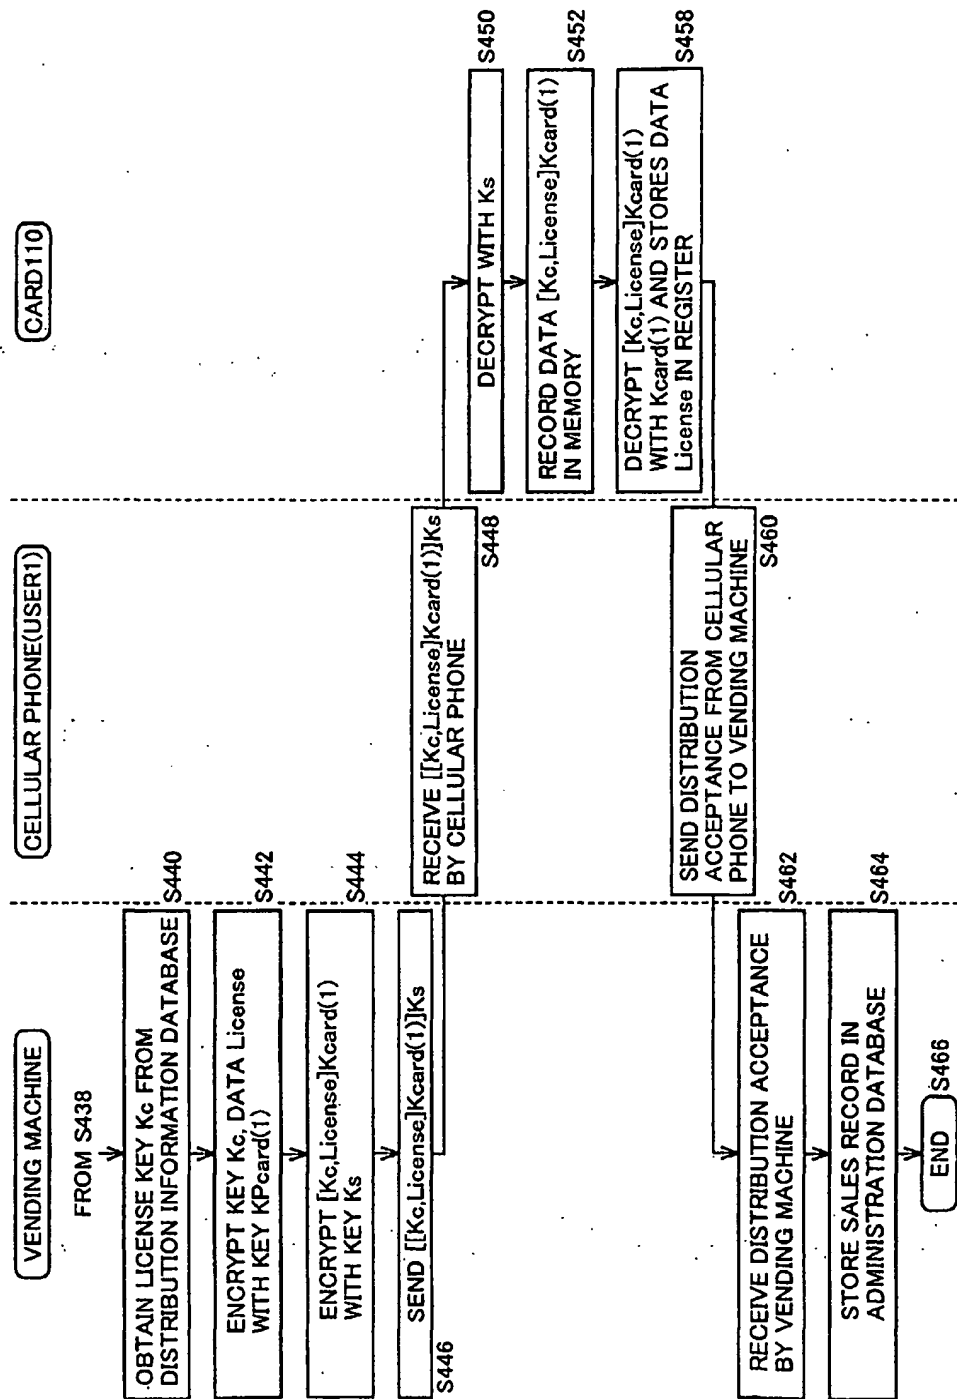 VENDING MACHINE
CELLULAR PHONE(USER1)
CARD110
FROM S438
OBTAIN LICENSE KEY Kc FROM
DISTRIBUTION INFORMATION DATABASE
S440
ENCRYPT KEY Kc, DATA License
WITH KEY KPcard(1)
S442
ENCRYPT [Kc,License]Kcard(1)
WITH KEY Ks
S444
SEND [[Kc,License]Kcard(1)]Ks
S446
RECEIVE [[Kc,License]Kcard(1)]Ks
BY CELLULAR PHONE
S448
DECRYPT WITH Ks
S450
RECORD DATA [Kc,License]Kcard(1)
IN MEMORY
S452
DECRYPT [Kc,License]Kcard(1)
WITH Kcard(1) AND STORES DATA
License IN REGISTER
S458
SEND DISTRIBUTION
ACCEPTANCE FROM CELLULAR
PHONE TO VENDING MACHINE
S460
RECEIVE DISTRIBUTION ACCEPTANCE
BY VENDING MACHINE
S462
STORE SALES RECORD IN
ADMINISTRATION DATABASE
S464
END
S466